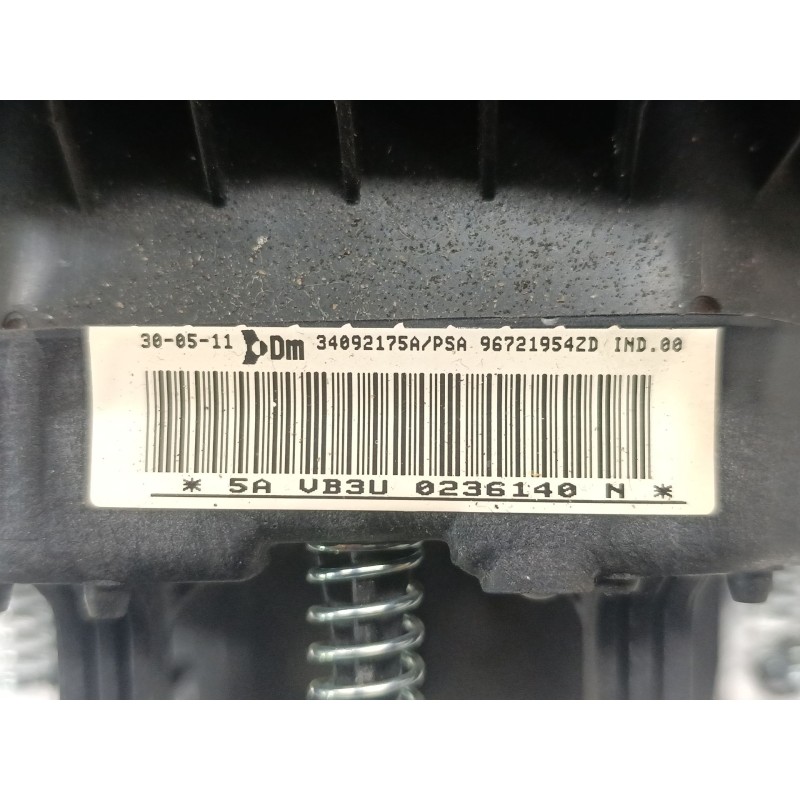 30-05-11 Dm 34092175A/PSA 96721954ZD IND.00
* 5A VB3U 0236140 N *